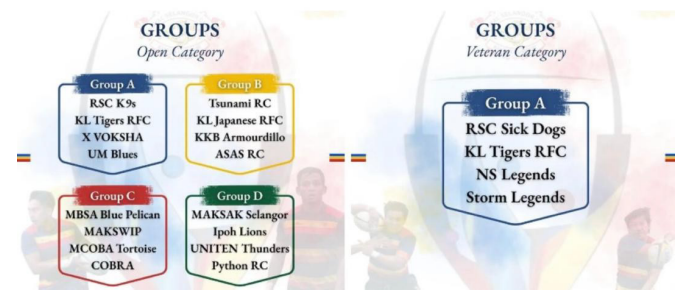 GROUPS
Open Category
Group A
RSC K9s
KL Tigers RFC
X VOKSHA
UM Blues
Group B
Tsunami RC
KL Japanese RFC
KKB Armourdillo
ASAS RC
Group C
MBSA Blue Pelican
MAKSWIP
MCOBA Tortoise
COBRA
Group D
MAKSAK Selangor
Ipoh Lions
UNITEN Thunders
Python RC
GROUPS
Veteran Category
Group A
RSC Sick Dogs
KL Tigers RFC
NS Legends
Storm Legends